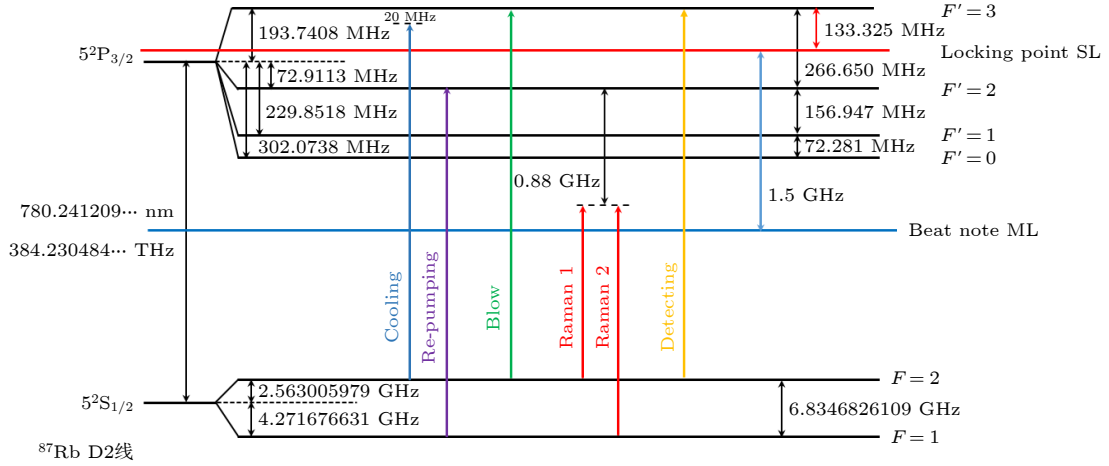 20 MHz
F′ = 3
193.7408 MHz
133.325 MHz
5²P₃/₂
Locking point SL
72.9113 MHz
266.650 MHz
F′ = 2
229.8518 MHz
156.947 MHz
F′ = 1
302.0738 MHz
72.281 MHz
F′ = 0
0.88 GHz
1.5 GHz
780.241209··· nm
Beat note ML
384.230484··· THz
Cooling
Re-pumping
Blow
Raman 1
Raman 2
Detecting
F = 2
2.563005979 GHz
5²S₁/₂
6.8346826109 GHz
4.271676631 GHz
F = 1
⁸⁷Rb D2线